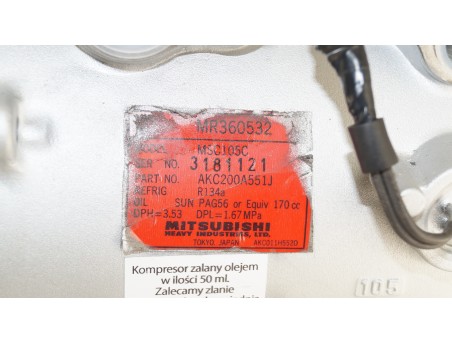 MR360532
MSC105C
SER NO. 3181121
PART NO. AKC200A551J
REFRIG R134a
OIL SUN PAG56 or Equiv 170 cc
DPH=3.53 DPL=1.67 MPa
MITSUBISHI
HEAVY INDUSTRIES, LTD.
TOKYO JAPAN AKC011H552D
Kompresor zalany olejem
w ilości 50 ml.
Zalecamy zlanie
105